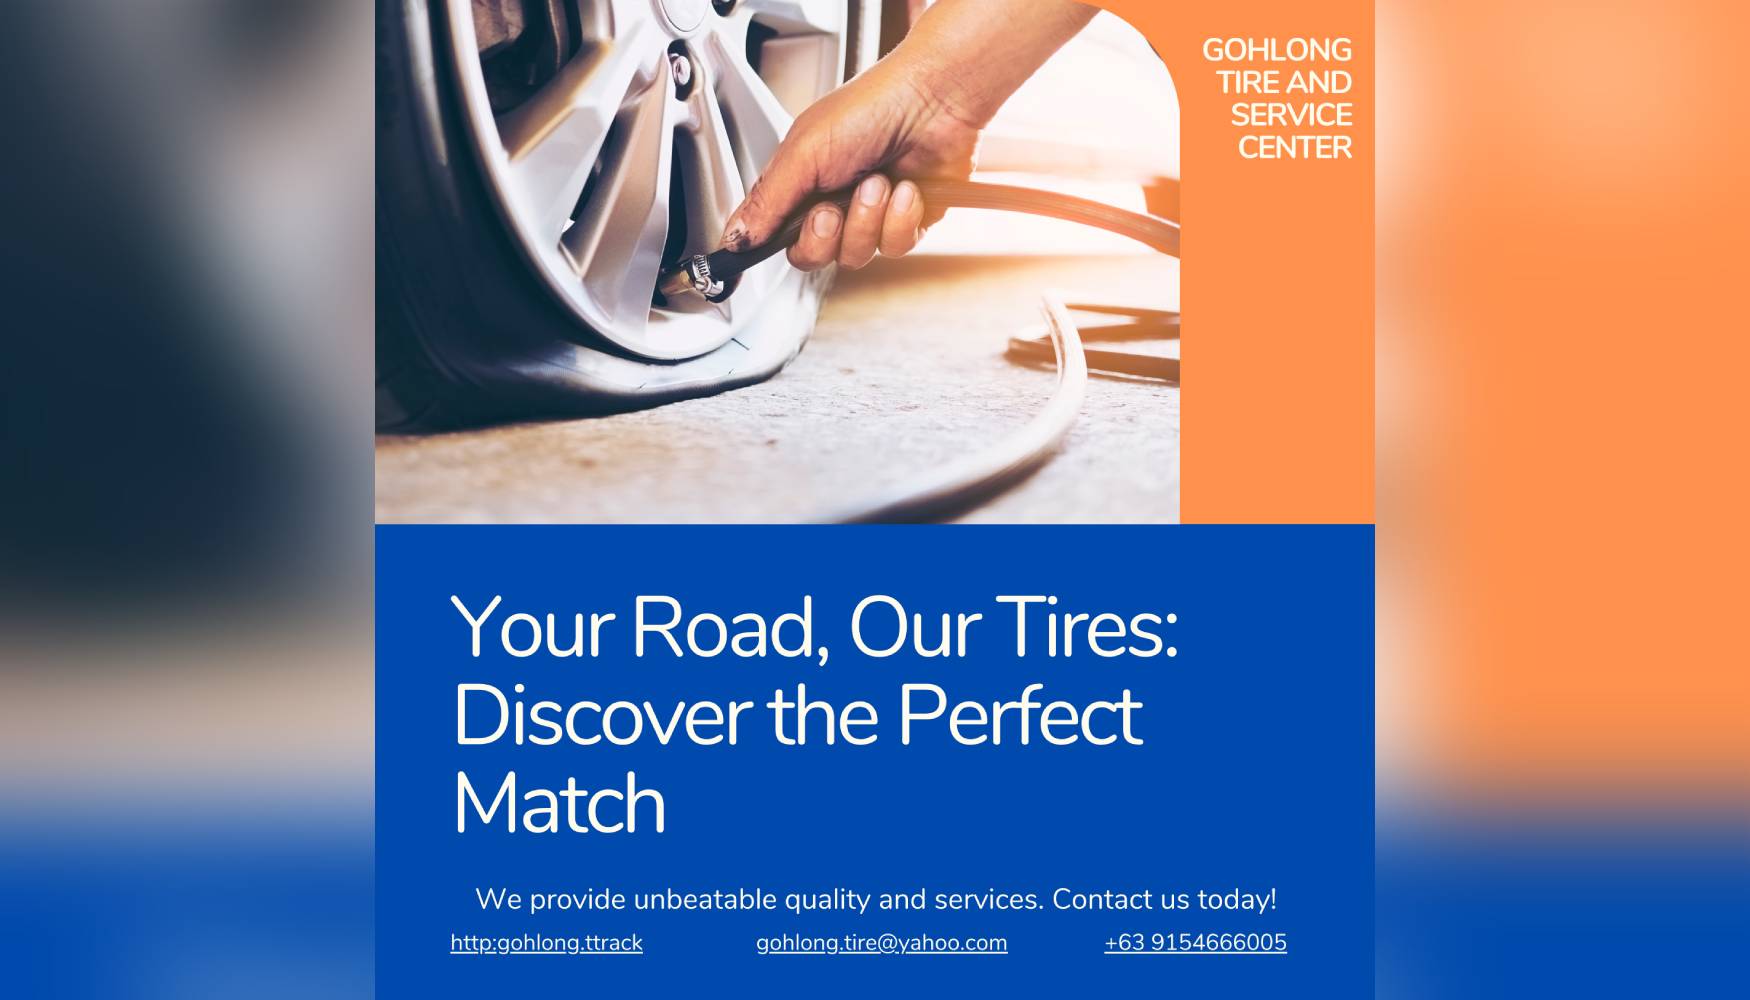 GOHLONG
TIRE AND
SERVICE
CENTER
Your Road, Our Tires:
Discover the Perfect
Match
We provide unbeatable quality and services. Contact us today!
http:gohlong.ttrack
gohlong.tire@yahoo.com
+63 9154666005